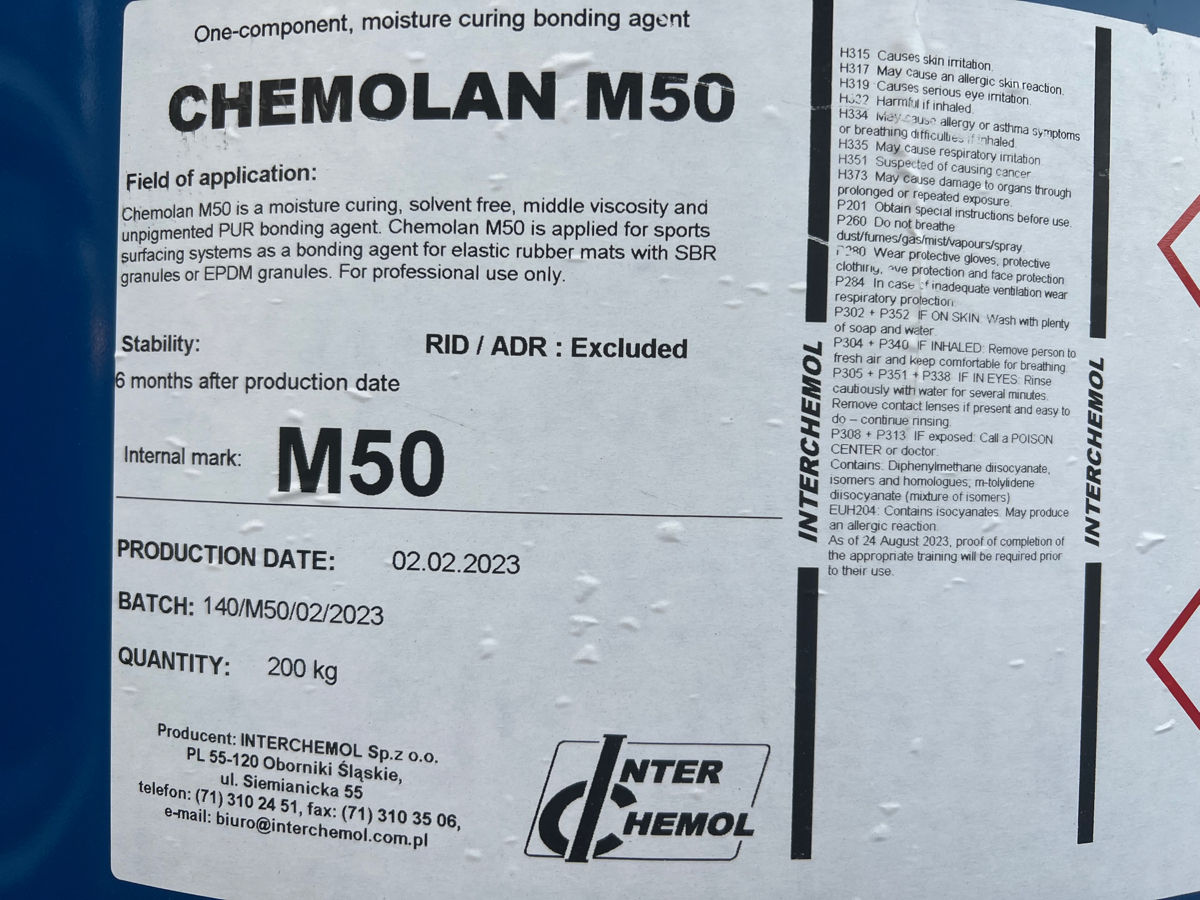 One-component, moisture curing bonding agent
CHEMOLAN M50
Field of application:
Chemolan M50 is a moisture curing, solvent free, middle viscosity and
unpigmented PUR bonding agent. Chemolan M50 is applied for sports
surfacing systems as a bonding agent for elastic rubber mats with SBR
granules or EPDM granules. For professional use only.
Stability:
RID / ADR : Excluded
6 months after production date
Internal mark:
M50
PRODUCTION DATE: 02.02.2023
BATCH: 140/M50/02/2023
QUANTITY: 200 kg
Producent: INTERCHEMOL Sp.z o.o.
PL 55-120 Oborniki Śląskie,
ul. Siemianicka 55
telefon: (71) 310 24 51, fax: (71) 310 35 06,
e-mail: biuro@interchemol.com.pl
INTER
CHEMOL
INTERCHEMOL
H315 Causes skin irritation.
H317 May cause an allergic skin reaction.
H319 Causes serious eye irritation.
H332 Harmful if inhaled.
H334 May cause allergy or asthma symptoms
or breathing difficulties if inhaled.
H335 May cause respiratory irritation
H351 Suspected of causing cancer
H373 May cause damage to organs through
prolonged or repeated exposure.
P201 Obtain special instructions before use.
P260 Do not breathe
dust/fumes/gas/mist/vapours/spray.
P280 Wear protective gloves, protective
clothing, eye protection and face protection
P284 In case of inadequate ventilation wear
respiratory protection.
P302 + P352 IF ON SKIN: Wash with plenty
of soap and water.
P304 + P340 IF INHALED: Remove person to
fresh air and keep comfortable for breathing.
P305 + P351 + P338 IF IN EYES: Rinse
cautiously with water for several minutes.
Remove contact lenses if present and easy to
do – continue rinsing.
P308 + P313 IF exposed: Call a POISON
CENTER or doctor.
Contains: Diphenylmethane diisocyanate,
isomers and homologues; m-tolylidene
diisocyanate (mixture of isomers)
EUH204: Contains isocyanates. May produce
an allergic reaction.
As of 24 August 2023, proof of completion of
the appropriate training will be required prior
to their use.
INTERCHEMOL